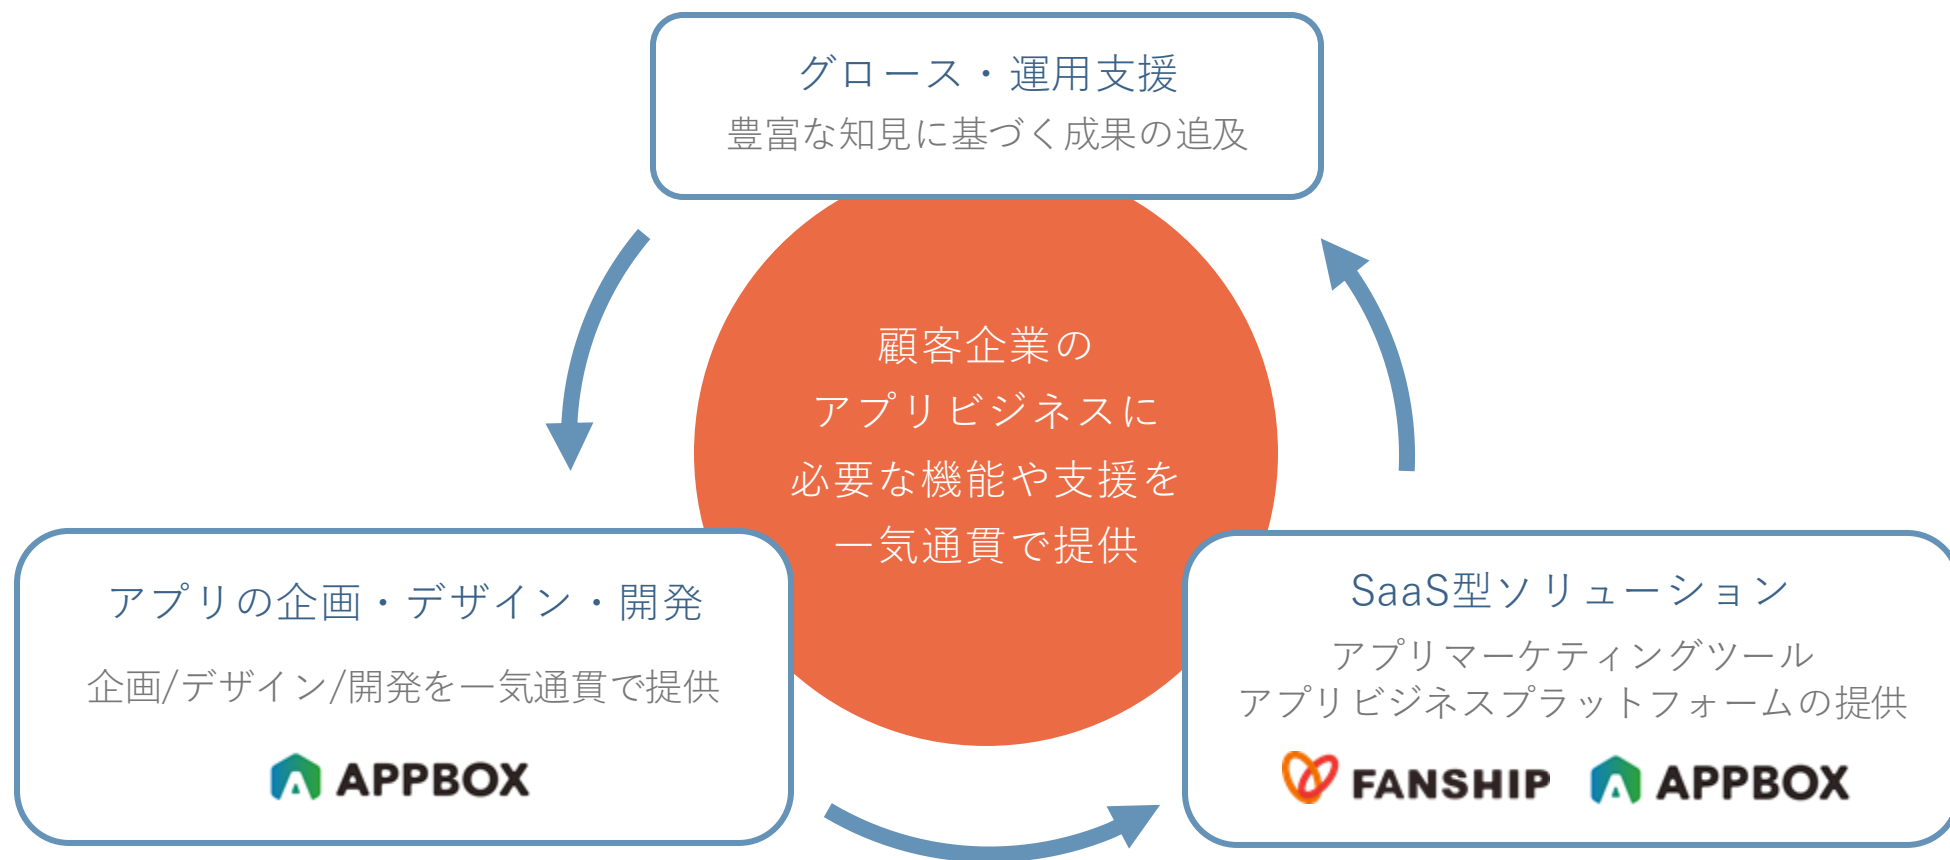 グロース・運用支援
豊富な知見に基づく成果の追及
顧客企業の
アプリビジネスに
必要な機能や支援を
一気通貫で提供
アプリの企画・デザイン・開発
企画/デザイン/開発を一気通貫で提供
APPBOX
SaaS型ソリューション
アプリマーケティングツール
アプリビジネスプラットフォームの提供
FANSHIP APPBOX